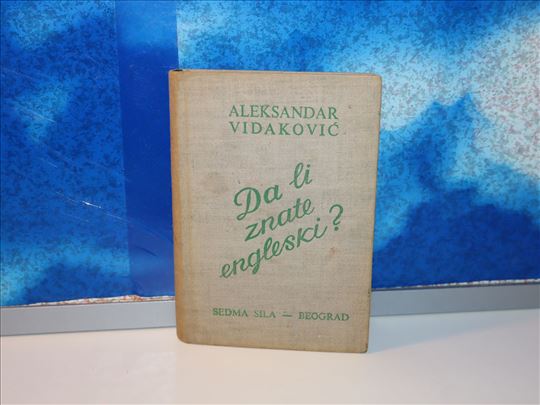 ALEKSANDAR
VIDAKOVIĆ
Da li
znate
engleski?
SEDMA SILA — BEOGRAD